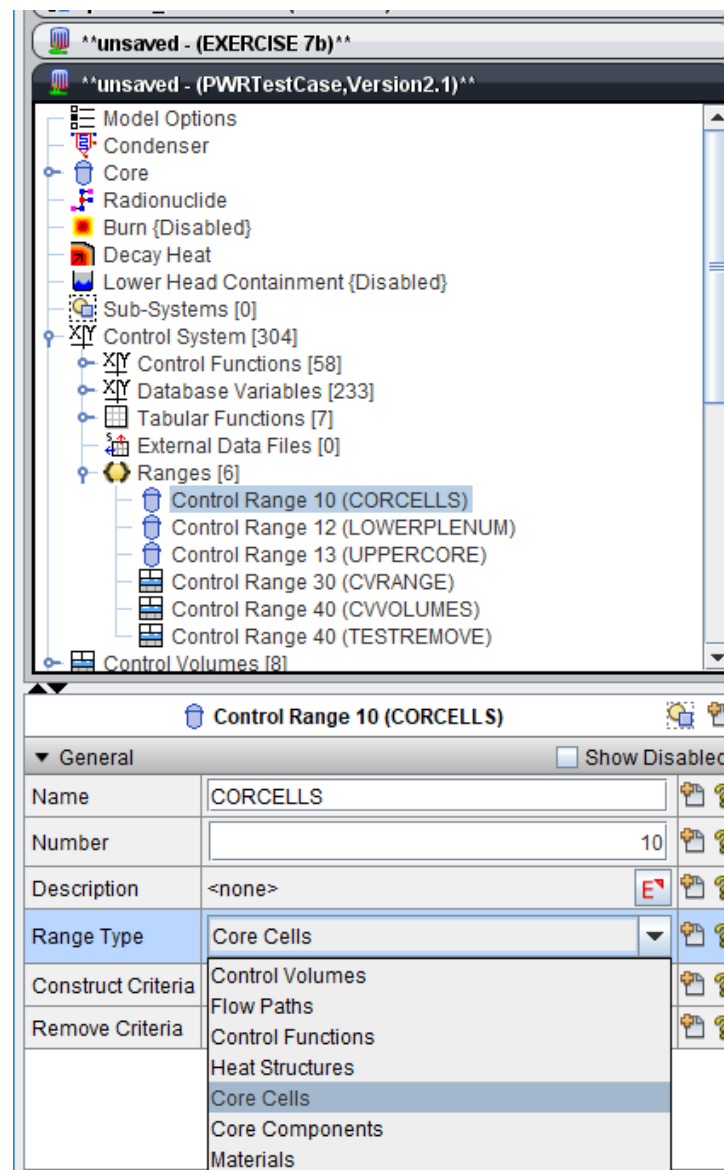 **unsaved - (EXERCISE 7b)**
**unsaved - (PWRTestCase,Version2.1)**
Model Options
Condenser
Core
Radionuclide
Burn {Disabled}
Decay Heat
Lower Head Containment {Disabled}
Sub-Systems [0]
Control System [304]
Control Functions [58]
Database Variables [233]
Tabular Functions [7]
External Data Files [0]
Ranges [6]
Control Range 10 (CORCELLS)
Control Range 12 (LOWERPLENUM)
Control Range 13 (UPPERCORE)
Control Range 30 (CVRANGE)
Control Range 40 (CVVOLUMES)
Control Range 40 (TESTREMOVE)
Control Volumes [8]
Control Range 10 (CORCELLS)
General Show Disabled
Name CORCELLS
Number 10
Description <none> E
Range Type Core Cells
Construct Criteria
Remove Criteria
Control Volumes
Flow Paths
Control Functions
Heat Structures
Core Cells
Core Components
Materials